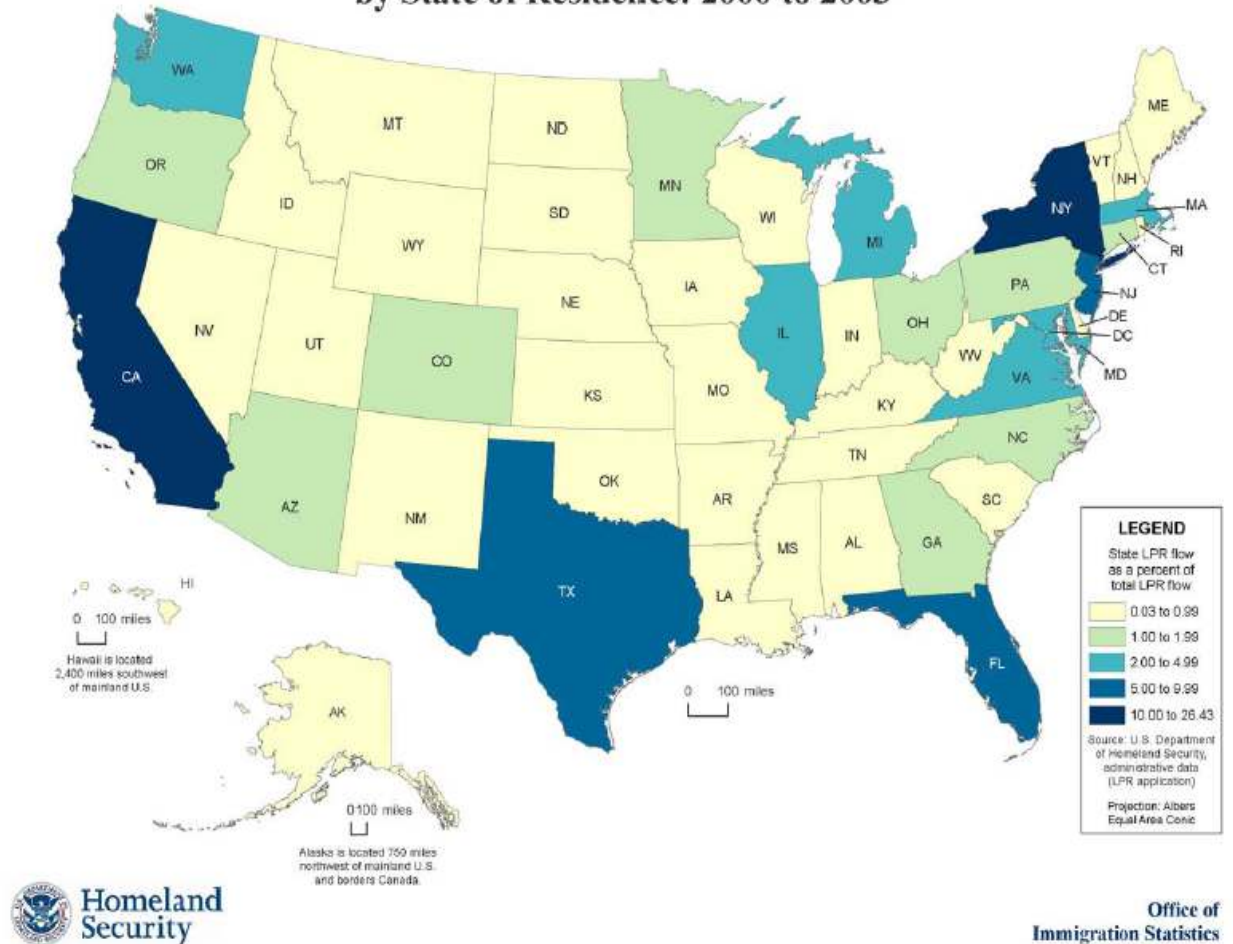 by State of Residence: 2000 to
WA
MT
ND
OR
MN
ID
SD
WI
WY
MI
IA
NE
NV
UT
CO
CA
KS
MO
IL
IN
OH
PA
NY
VT
NH
ME
MA
RI
CT
NJ
DE
DC
MD
WV
VA
KY
NC
TN
SC
AZ
NM
OK
AR
TX
LA
MS
AL
GA
FL
HI
0 100 miles
Hawaii is located
2,400 miles southwest
of mainland U.S.
AK
0 100 miles
Alaska is located 750 miles
northwest of mainland U.S.
and borders Canada.
0 100 miles
LEGEND
State LPR flow
as a percent of
total LPR flow
0.03 to 0.99
1.00 to 1.99
2.00 to 4.99
5.00 to 9.99
10.00 to 26.43
Source: U.S. Department
of Homeland Security,
administrative data
(LPR application)
Projection: Albers
Equal Area Conic
Homeland
Security
Office of
Immigration Statistics